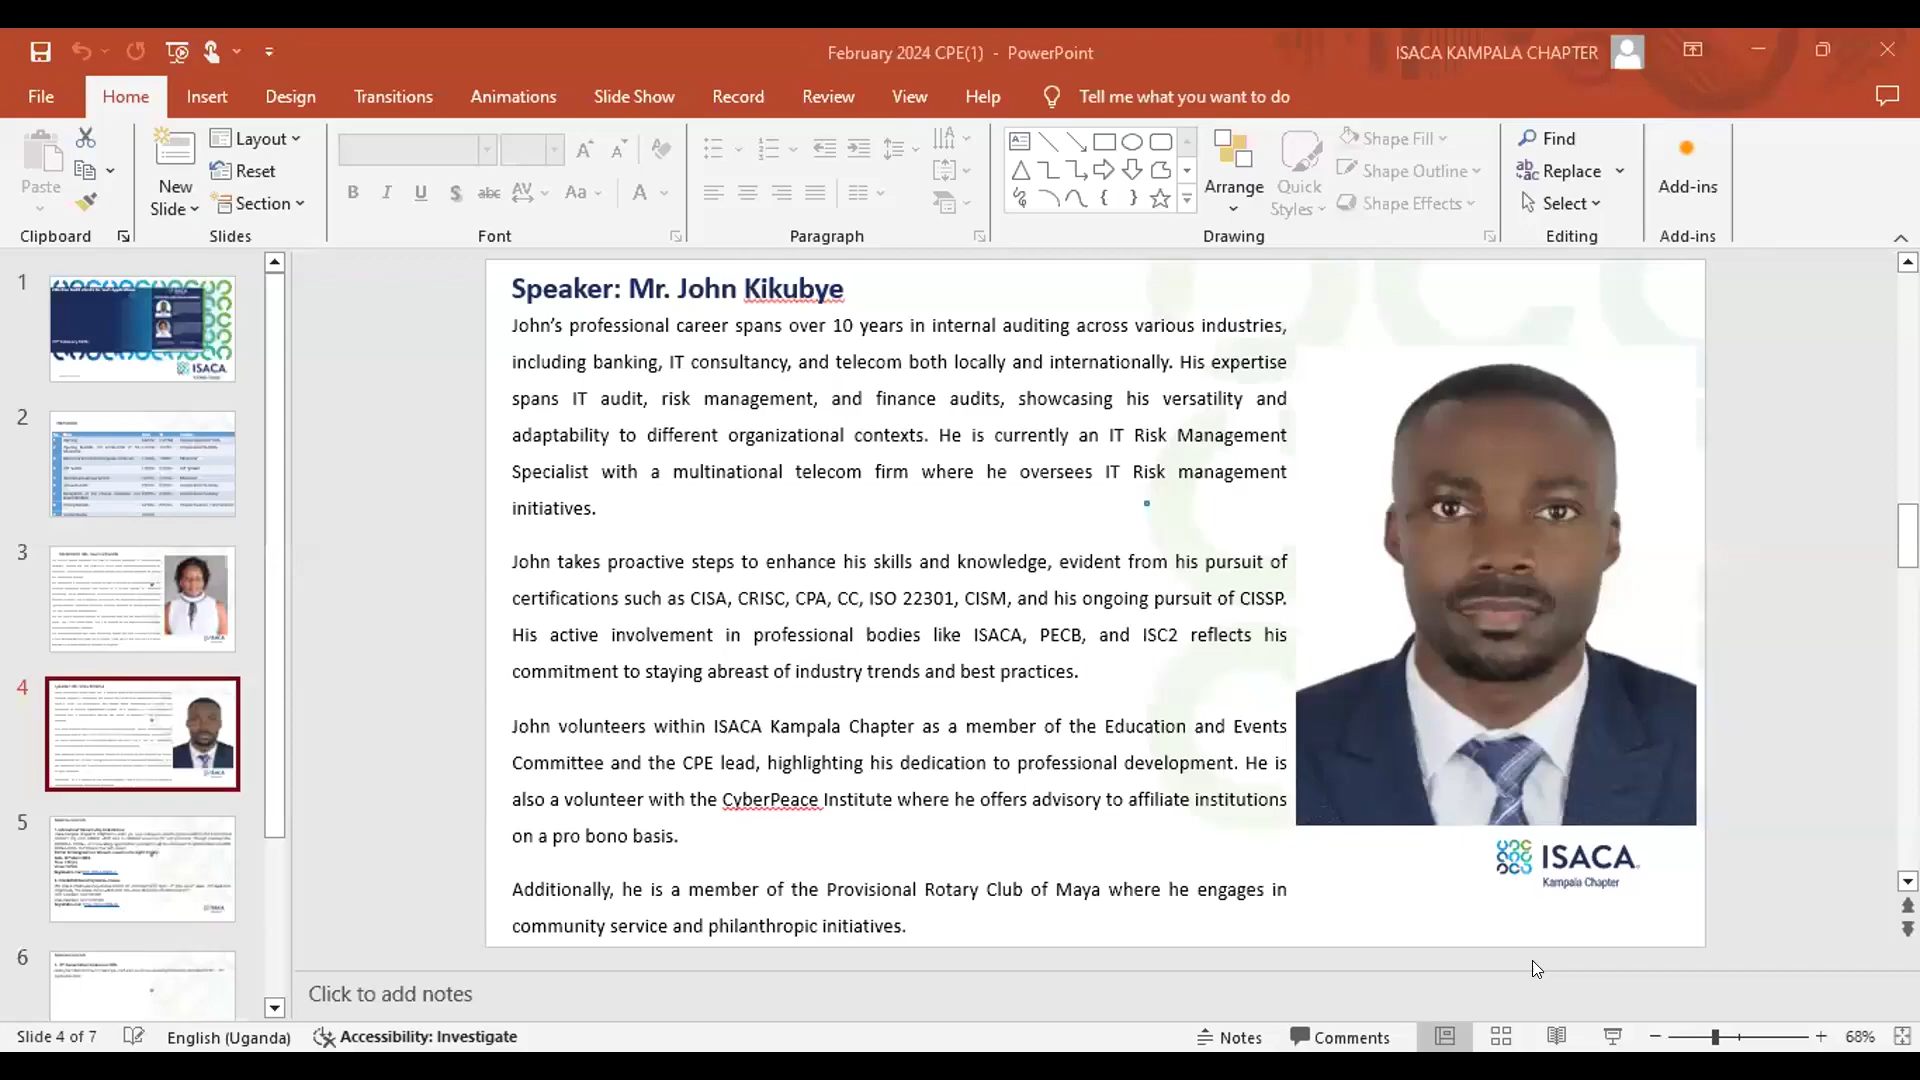 February 2024 CPE(1) - PowerPoint
ISACA KAMPALA CHAPTER
File
Home
Insert
Design
Transitions
Animations
Slide Show
Record
Review
View
Help
Tell me what you want to do
Paste
New
Slide
Layout
Reset
Section
B I U S abc AV Aa A
Arrange
Quick
Styles
Shape Fill
Shape Outline
Shape Effects
Find
Replace
Select
Add-ins
Clipboard
Slides
Font
Paragraph
Drawing
Editing
Add-ins
1
ISACA
2
3
4
5
6
Speaker: Mr. John Kikubye
John’s professional career spans over 10 years in internal auditing across various industries,
including banking, IT consultancy, and telecom both locally and internationally. His expertise
spans IT audit, risk management, and finance audits, showcasing his versatility and
adaptability to different organizational contexts. He is currently an IT Risk Management
Specialist with a multinational telecom firm where he oversees IT Risk management
initiatives.
John takes proactive steps to enhance his skills and knowledge, evident from his pursuit of
certifications such as CISA, CRISC, CPA, CC, ISO 22301, CISM, and his ongoing pursuit of CISSP.
His active involvement in professional bodies like ISACA, PECB, and ISC2 reflects his
commitment to staying abreast of industry trends and best practices.
John volunteers within ISACA Kampala Chapter as a member of the Education and Events
Committee and the CPE lead, highlighting his dedication to professional development. He is
also a volunteer with the CyberPeace Institute where he offers advisory to affiliate institutions
on a pro bono basis.
Additionally, he is a member of the Provisional Rotary Club of Maya where he engages in
community service and philanthropic initiatives.
ISACA.
Kampala Chapter
Click to add notes
Slide 4 of 7
English (Uganda)
Accessibility: Investigate
Notes
Comments
68%